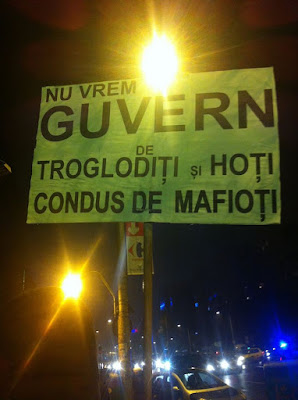 NU VREM
GUVERN
DE
TROGLODIȚI ȘI HOȚI
CONDUS DE MAFIOȚI